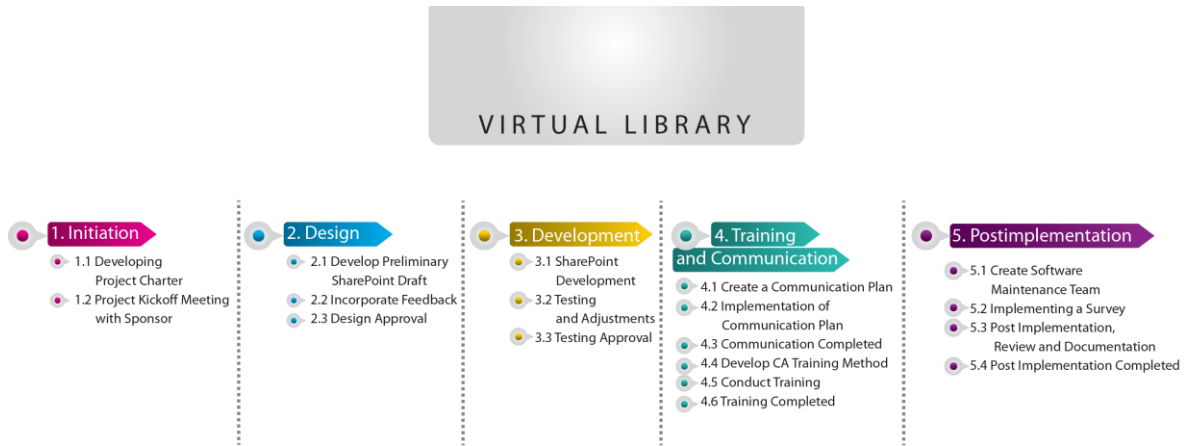 VIRTUAL LIBRARY
1. Initiation
1.1 Developing
Project Charter
1.2 Project Kickoff Meeting
with Sponsor
2. Design
2.1 Develop Preliminary
SharePoint Draft
2.2 Incorporate Feedback
2.3 Design Approval
3. Development
3.1 SharePoint
Development
3.2 Testing
and Adjustments
3.3 Testing Approval
4. Training
and Communication
4.1 Create a Communication Plan
4.2 Implementation of
Communication Plan
4.3 Communication Completed
4.4 Develop CA Training Method
4.5 Conduct Training
4.6 Training Completed
5. Postimplementation
5.1 Create Software
Maintenance Team
5.2 Implementing a Survey
5.3 Post Implementation,
Review and Documentation
5.4 Post Implementation Completed